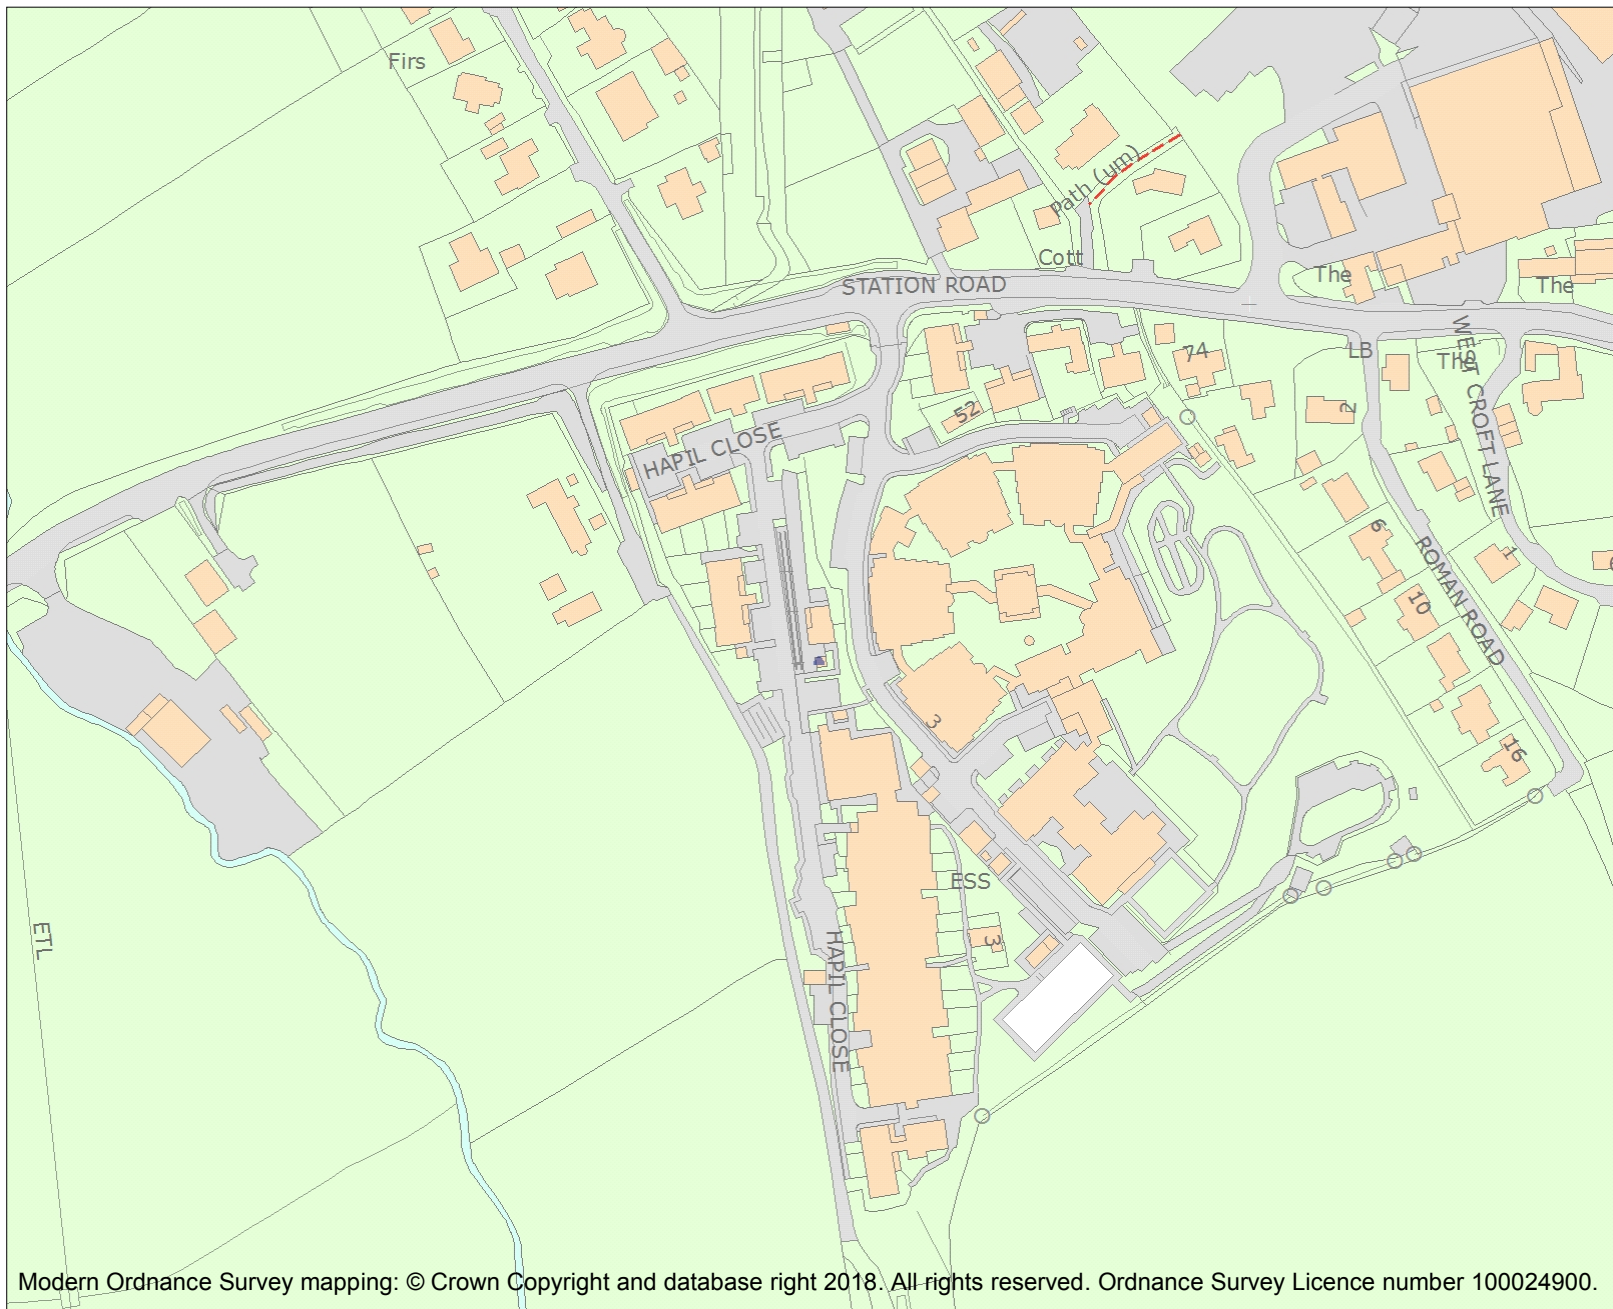 Firs
Path (um)
Cott
STATION ROAD
The
The
WEST CROFT LANE
74
LB
The
52
2
HAPIL CLOSE
6
ROMAN ROAD
1
10
3
16
ESS
3
HAPIL CLOSE
ETL
Modern Ordnance Survey mapping: © Crown Copyright and database right 2018. All rights reserved. Ordnance Survey Licence number 100024900.